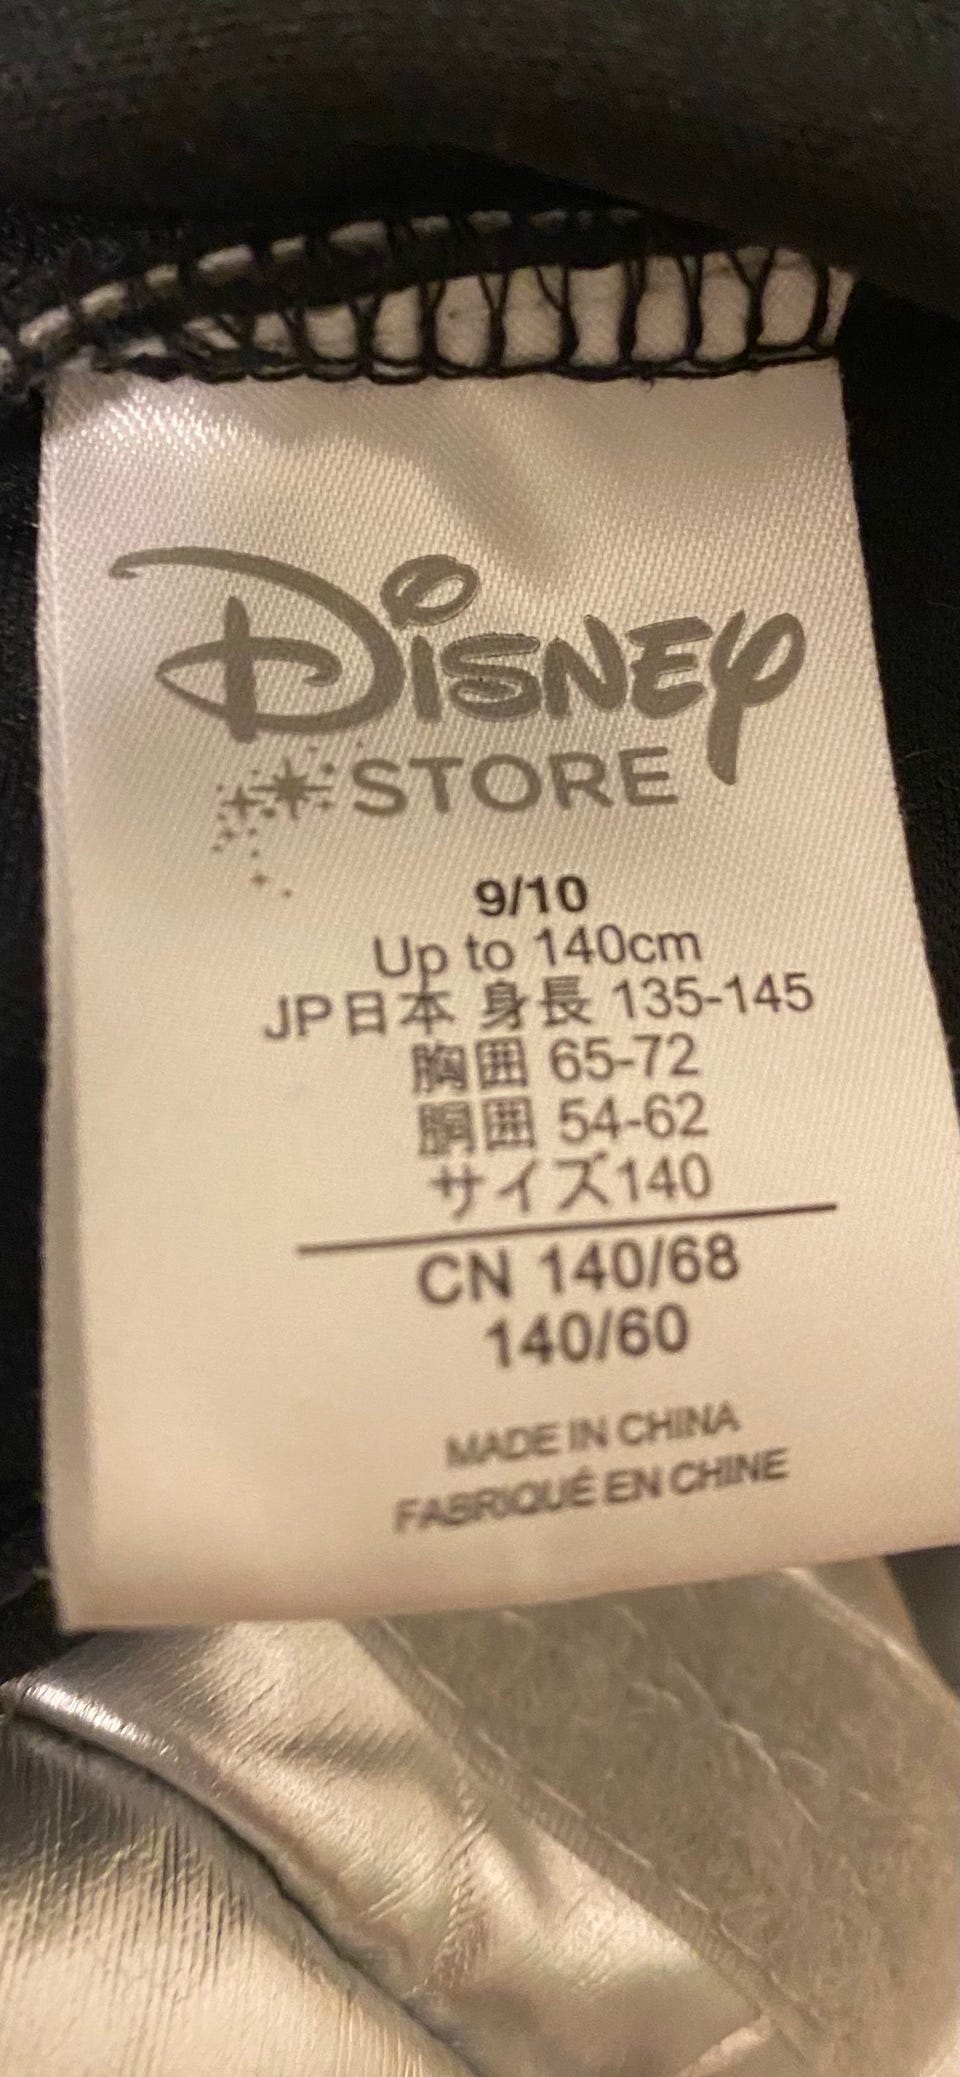 Disney
STORE
9/10
Up to 140cm
JP日本 身長 135-145
胸囲 65-72
胴囲 54-62
サイズ140
CN 140/68
140/60
MADE IN CHINA
FABRIQUÉ EN CHINE